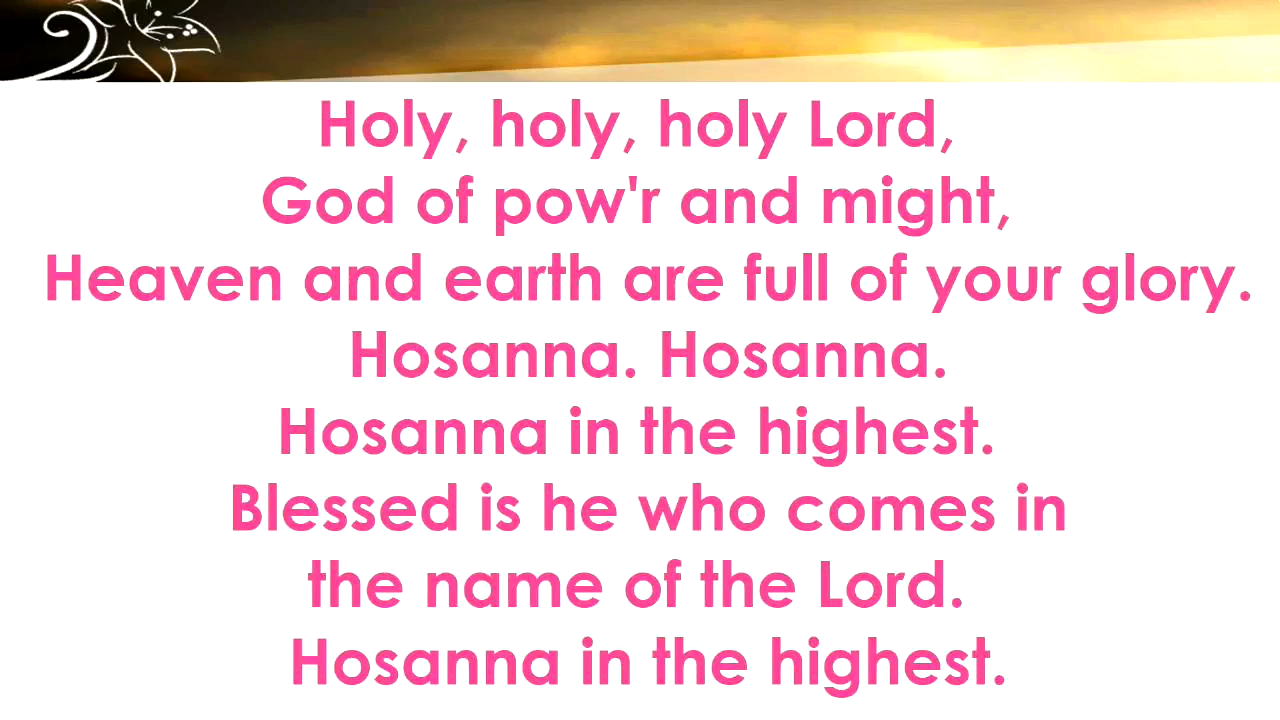 Holy, holy, holy Lord,
God of pow'r and might,
Heaven and earth are full of your glory.
Hosanna. Hosanna.
Hosanna in the highest.
Blessed is he who comes in
the name of the Lord.
Hosanna in the highest.